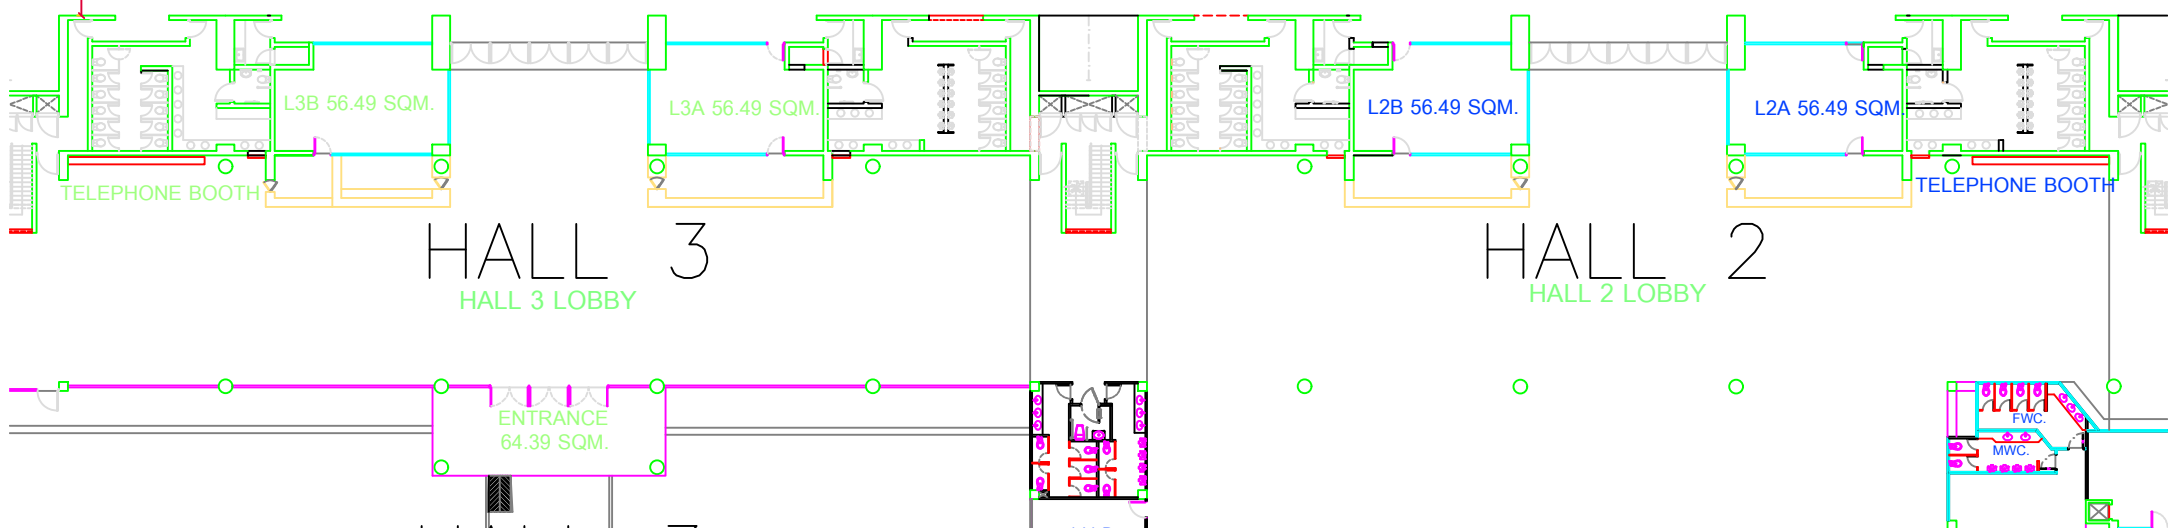 L3B 56.49 SQM.
L3A 56.49 SQM.
L2B 56.49 SQM.
L2A 56.49 SQM.
TELEPHONE BOOTH
TELEPHONE BOOTH
HALL 3
HALL 2
HALL 3 LOBBY
HALL 2 LOBBY
ENTRANCE
64.39 SQM.
FWC.
MWC.